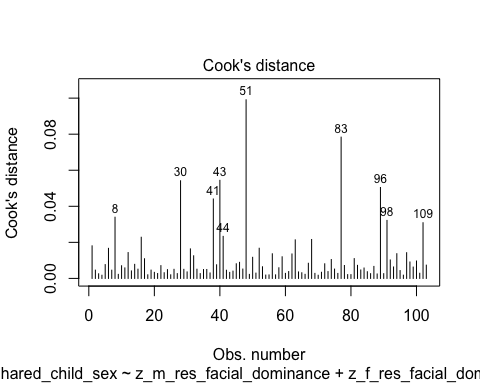 Cook's distance
51
83
30
43
96
41
8
98
109
44
Cook's distance
0.00
0.04
0.08
0 20 40 60 80 100
Obs. number
hared_child_sex ~ z_m_res_facial_dominance + z_f_res_facial_don